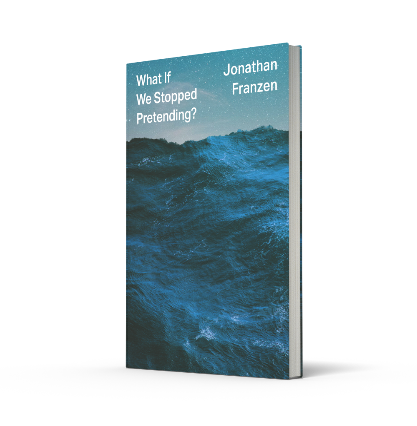 What If
We Stopped
Pretending?
Jonathan
Franzen